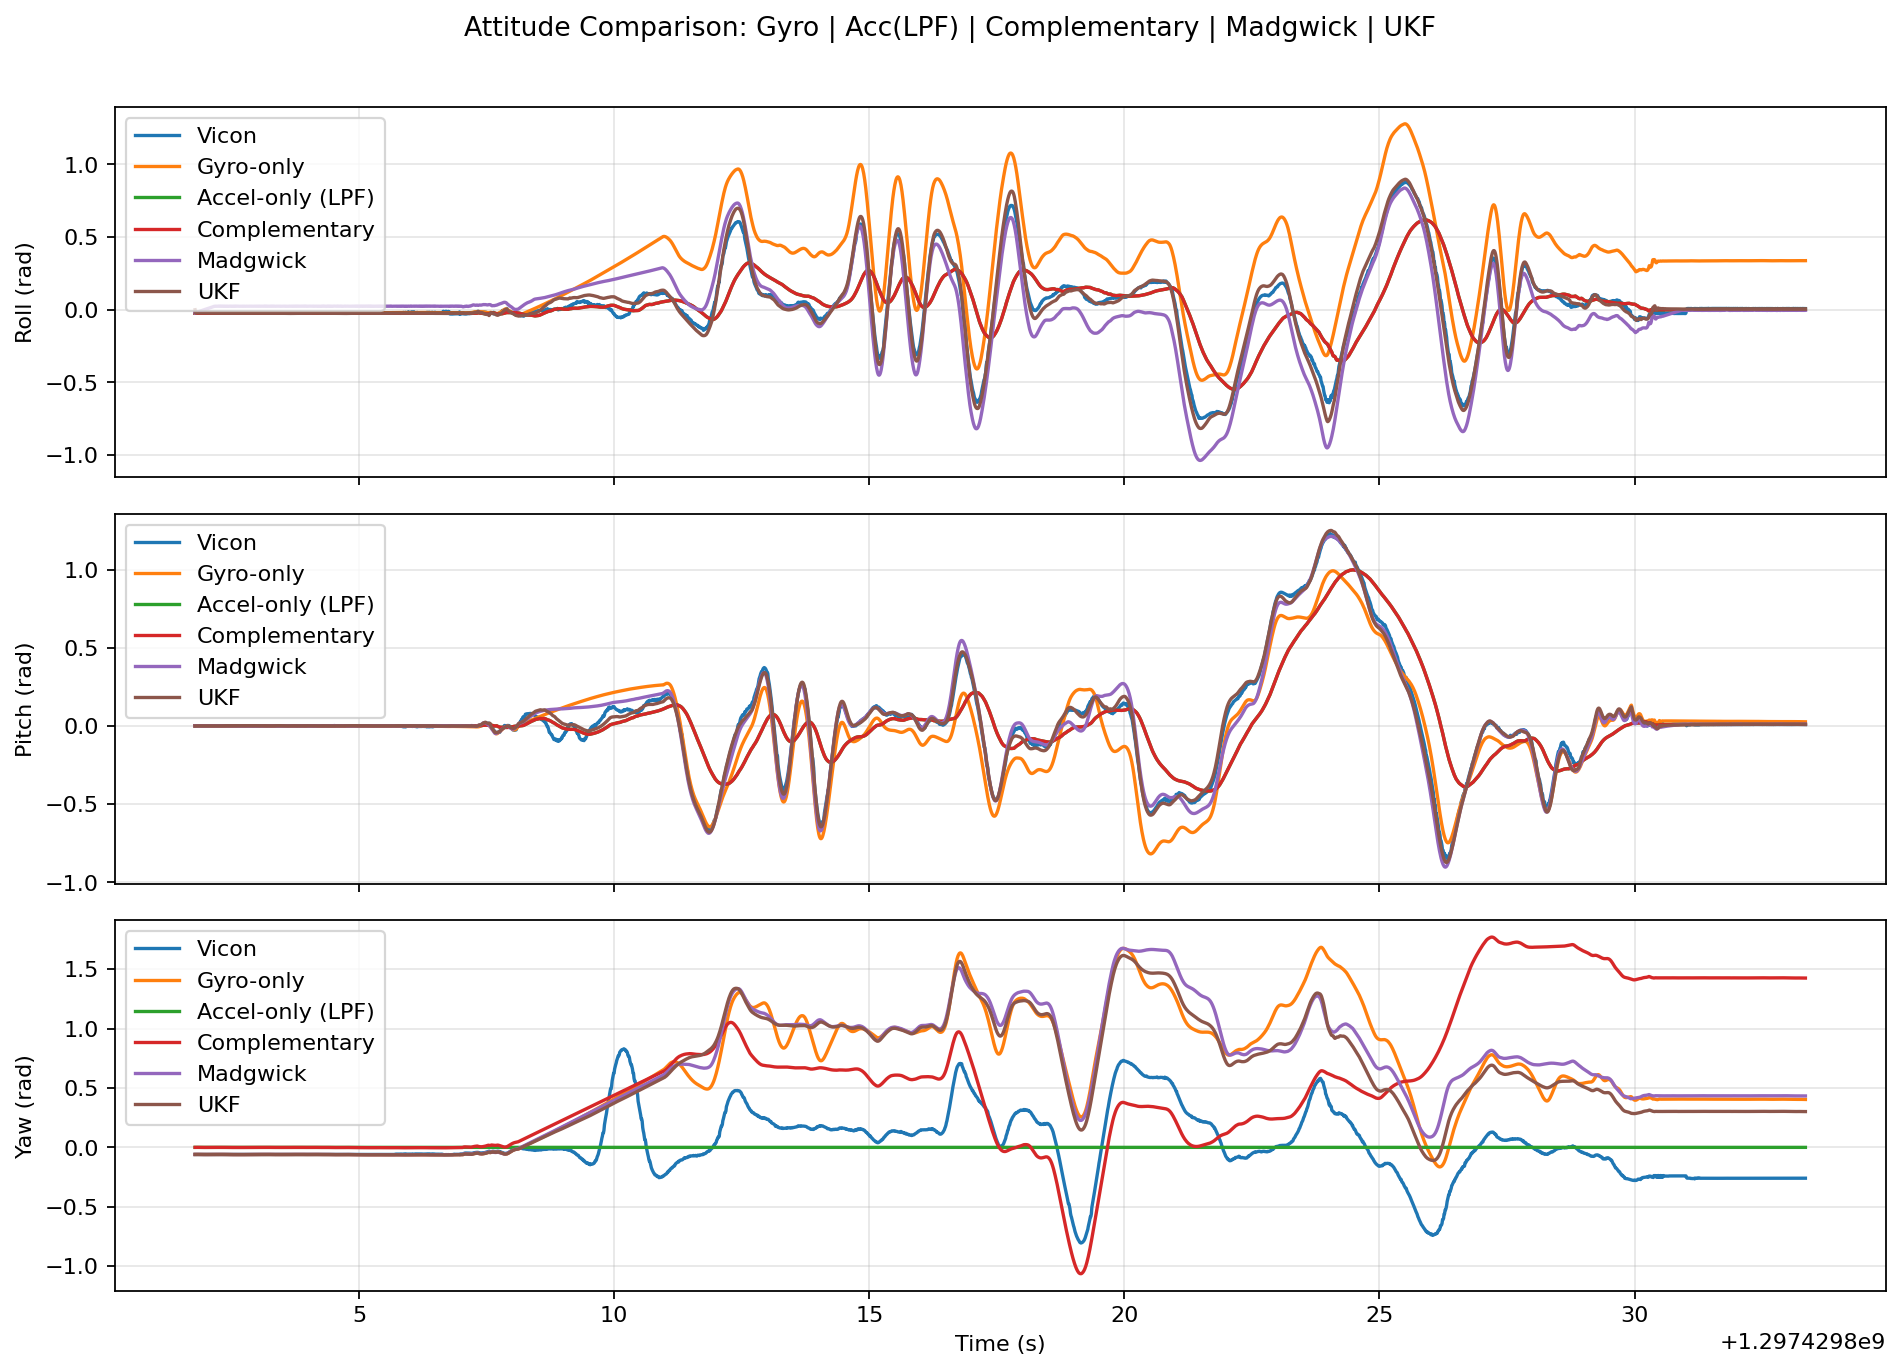 Attitude Comparison: Gyro | Acc(LPF) | Complementary | Madgwick | UKF
Roll (rad)
1.0
0.5
0.0
−0.5
−1.0
Vicon
Gyro-only
Accel-only (LPF)
Complementary
Madgwick
UKF
Pitch (rad)
1.0
0.5
0.0
−0.5
−1.0
Vicon
Gyro-only
Accel-only (LPF)
Complementary
Madgwick
UKF
Yaw (rad)
1.5
1.0
0.5
0.0
−0.5
−1.0
Vicon
Gyro-only
Accel-only (LPF)
Complementary
Madgwick
UKF
5 10 15 20 25 30
Time (s)
+1.2974298e9